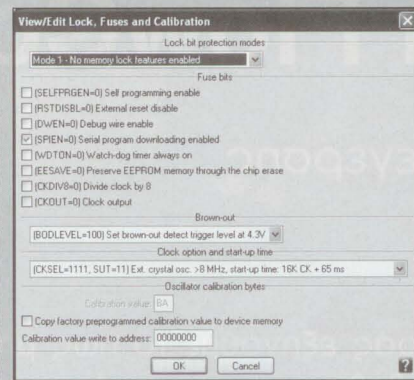 View/Edit Lock, Fuses and Calibration
Lock bit protection modes
Mode 1 - No memory lock features enabled
Fuse bits
(SELFPRGEN=0) Self programming enable
(RSTDISBL=0) External reset disable
(DWEN=0) Debug wire enable
(SPIEN=0) Serial program downloading enabled
(WDTON=0) Watch-dog timer always on
(EESAVE=0) Preserve EEPROM memory through the chip erase
(CKDIV8=0) Divide clock by 8
(CKOUT=0) Clock output
Brown-out
(BODLEVEL=100) Set brown-out detect trigger level at 4.3V
Clock option and start-up time
(CKSEL=1111, SUT=11) Ext. crystal osc. >8 MHz, start-up time: 16K CK + 65 ms
Oscillator calibration bytes
Calibration value: BA
Copy factory preprogrammed calibration value to device memory
Calibration value write to address: 00000000
OK
Cancel
?